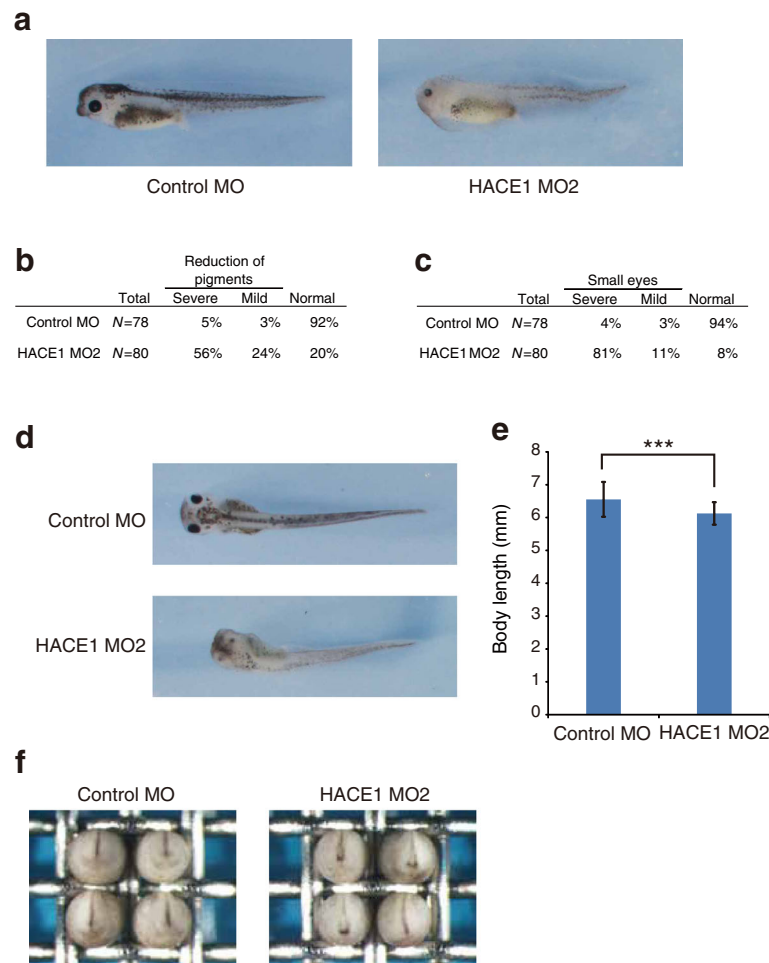 a
Control MO HACE1 MO2
b
Reduction of
pigments
Total Severe Mild Normal
Control MO N=78 5% 3% 92%
HACE1 MO2 N=80 56% 24% 20%
c
Small eyes
Total Severe Mild Normal
Control MO N=78 4% 3% 94%
HACE1 MO2 N=80 81% 11% 8%
d
Control MO
HACE1 MO2
e
***
Body length (mm)
8
7
6
5
4
3
2
1
0
Control MO HACE1 MO2
f
Control MO HACE1 MO2